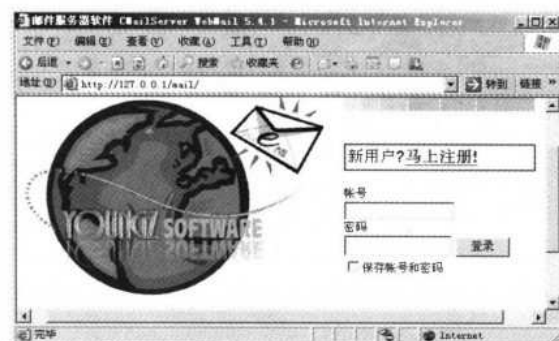 邮件服务器软件 CMailServer WebMail 5.4.1 - Microsoft Internet Explorer
文件(F) 编辑(E) 查看(V) 收藏(A) 工具(T) 帮助(H)
后退 搜索 收藏夹
地址(D) http://127.0.0.1/mail/ 转到 链接 »
新用户?马上注册!
帐号
密码
登录
保存帐号和密码
SOFTWARE
完毕 Internet